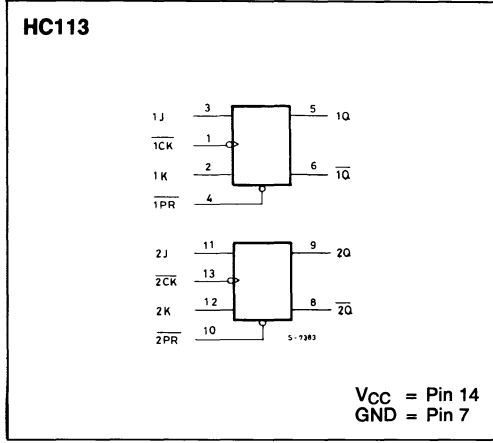 HC113
1J 3 5 1Q
1CK 1
1K 2 6 1Q
1PR 4
2J 11 9 2Q
2CK 13
2K 12 8 2Q
2PR 10 S-7383
VCC = Pin 14
GND = Pin 7